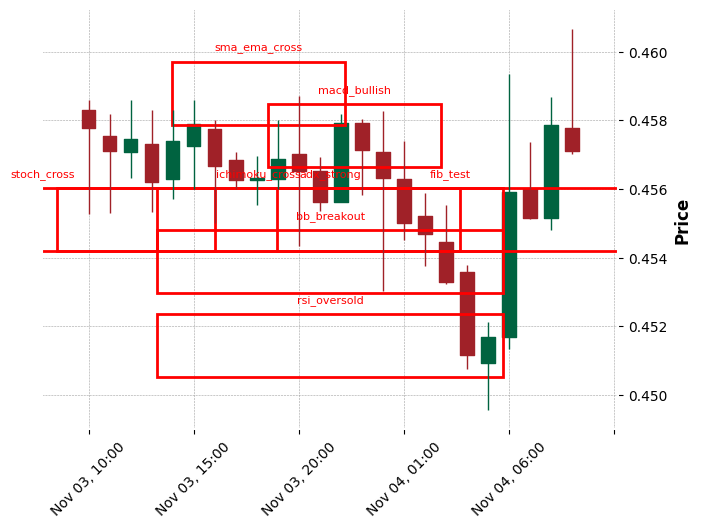 sma_ema_cross
0.460
macd_bullish
0.458
stoch_cross
fib_test
0.456
bb_breakout
Price
0.454
rsi_oversold
0.452
0.450
Nov 03, 10:00
Nov 03, 15:00
Nov 03, 20:00
Nov 04, 01:00
Nov 04, 06:00